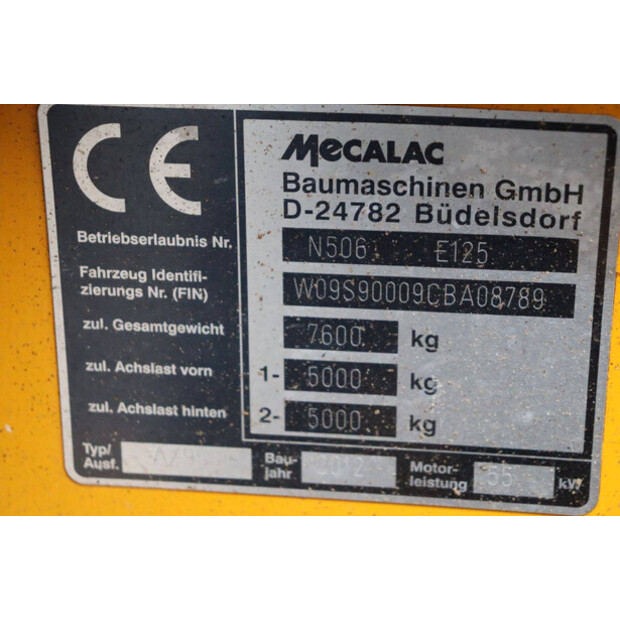 CE
MECALAC
Baumaschinen GmbH
D-24782 Büdelsdorf
Betriebserlaubnis Nr. N506 E125
Fahrzeug Identifi-
zierungs Nr. (FIN) W09S90009CBA08789
zul. Gesamtgewicht 7600 kg
zul. Achslast vorn 1- 5000 kg
zul. Achslast hinten 2- 5000 kg
Typ/
Ausf.
Bau-
jahr 2012
Motor-
leistung 55 kW